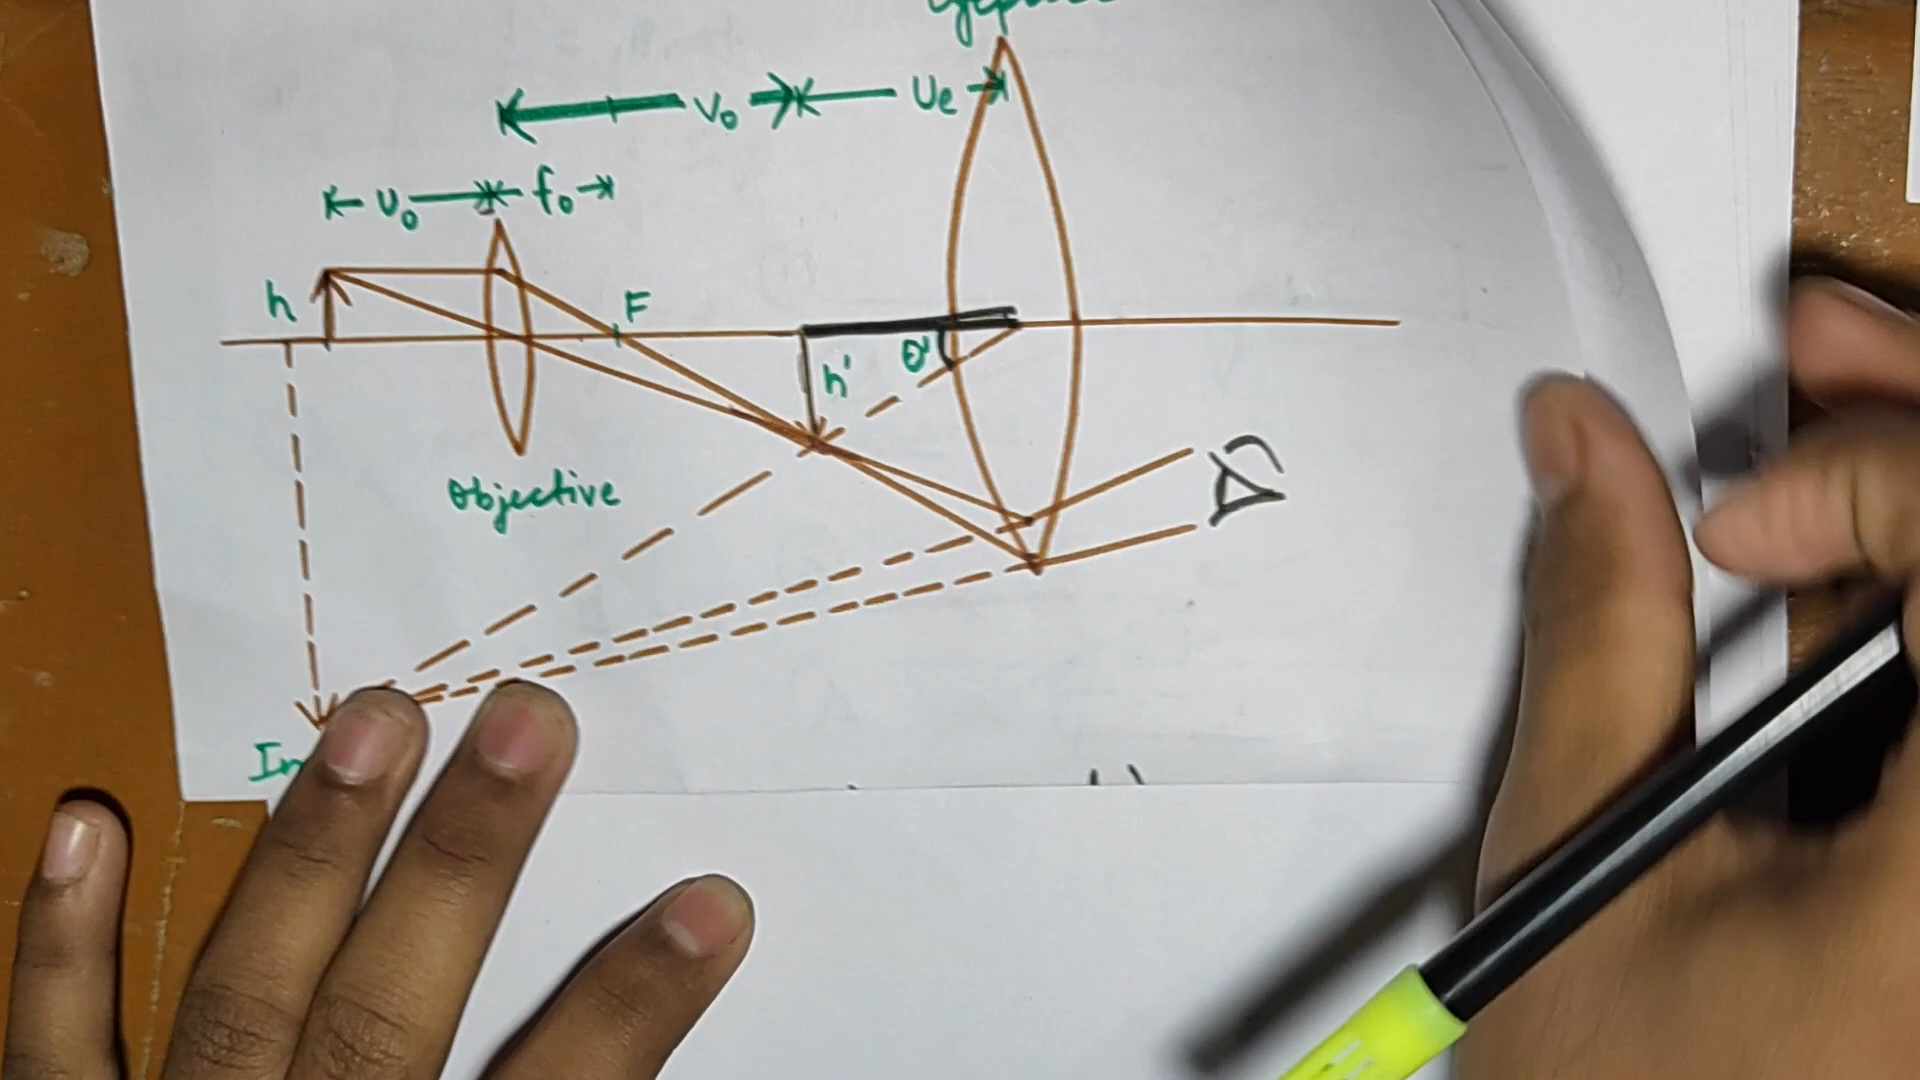 v₀ uₑ
u₀ f₀
h F
h' θ'
Objective